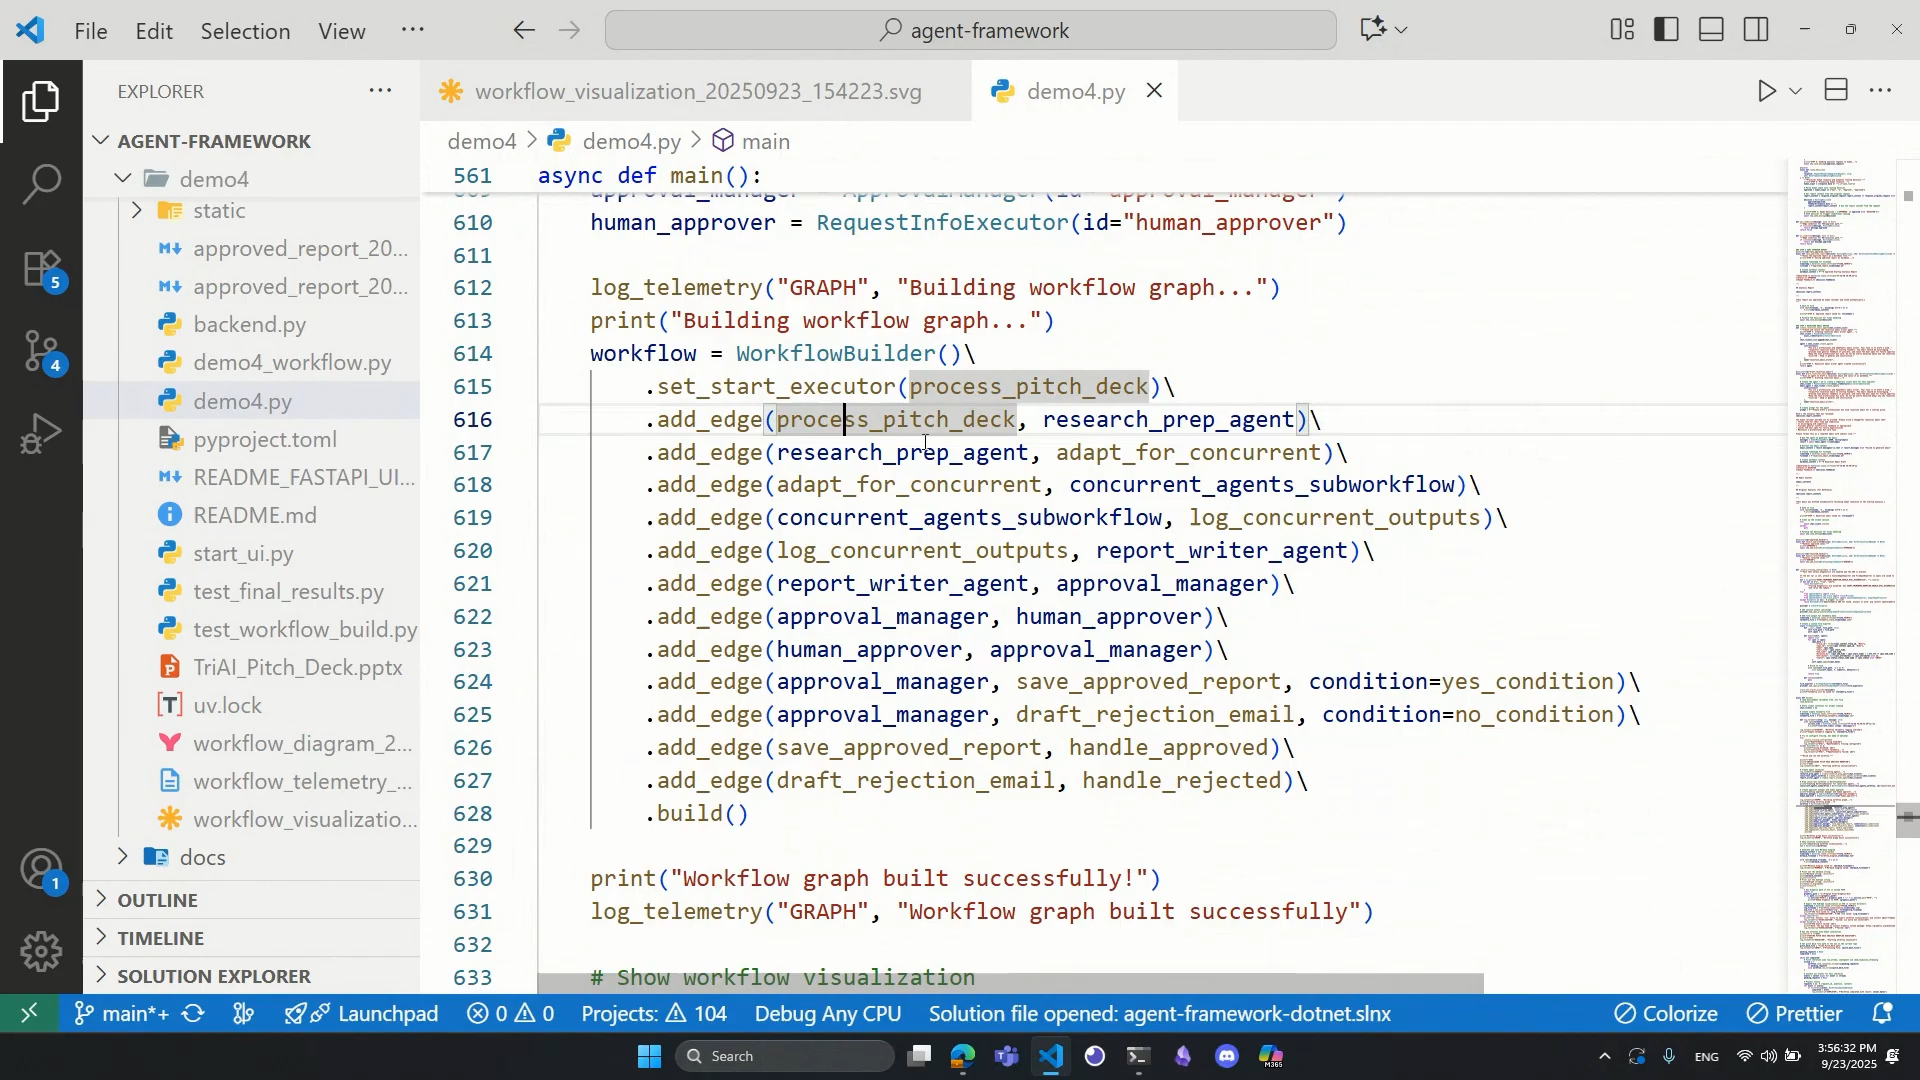 File Edit Selection View ··· agent-framework
EXPLORER ···
workflow_visualization_20250923_154223.svg
demo4.py
AGENT-FRAMEWORK
demo4
static
approved_report_20...
approved_report_20...
backend.py
demo4_workflow.py
demo4.py
pyproject.toml
README_FASTAPI_UI...
README.md
start_ui.py
test_final_results.py
test_workflow_build.py
TriAI_Pitch_Deck.pptx
uv.lock
workflow_diagram_2...
workflow_telemetry_...
workflow_visualizatio...
docs
OUTLINE
TIMELINE
SOLUTION EXPLORER
5
4
1
demo4 > demo4.py > main
561 async def main():
610 human_approver = RequestInfoExecutor(id="human_approver")
611
612 log_telemetry("GRAPH", "Building workflow graph...")
613 print("Building workflow graph...")
614 workflow = WorkflowBuilder()\
615 .set_start_executor(process_pitch_deck)\
616 .add_edge(process_pitch_deck, research_prep_agent)\
617 .add_edge(research_prep_agent, adapt_for_concurrent)\
618 .add_edge(adapt_for_concurrent, concurrent_agents_subworkflow)\
619 .add_edge(concurrent_agents_subworkflow, log_concurrent_outputs)\
620 .add_edge(log_concurrent_outputs, report_writer_agent)\
621 .add_edge(report_writer_agent, approval_manager)\
622 .add_edge(approval_manager, human_approver)\
623 .add_edge(human_approver, approval_manager)\
624 .add_edge(approval_manager, save_approved_report, condition=yes_condition)\
625 .add_edge(approval_manager, draft_rejection_email, condition=no_condition)\
626 .add_edge(save_approved_report, handle_approved)\
627 .add_edge(draft_rejection_email, handle_rejected)\
628 .build()
629
630 print("Workflow graph built successfully!")
631 log_telemetry("GRAPH", "Workflow graph built successfully")
632
633 # Show workflow visualization
main*+ Launchpad 0 0 Projects: 104 Debug Any CPU Solution file opened: agent-framework-dotnet.slnx Colorize Prettier
Search
M365
ENG
3:56:32 PM
9/23/2025